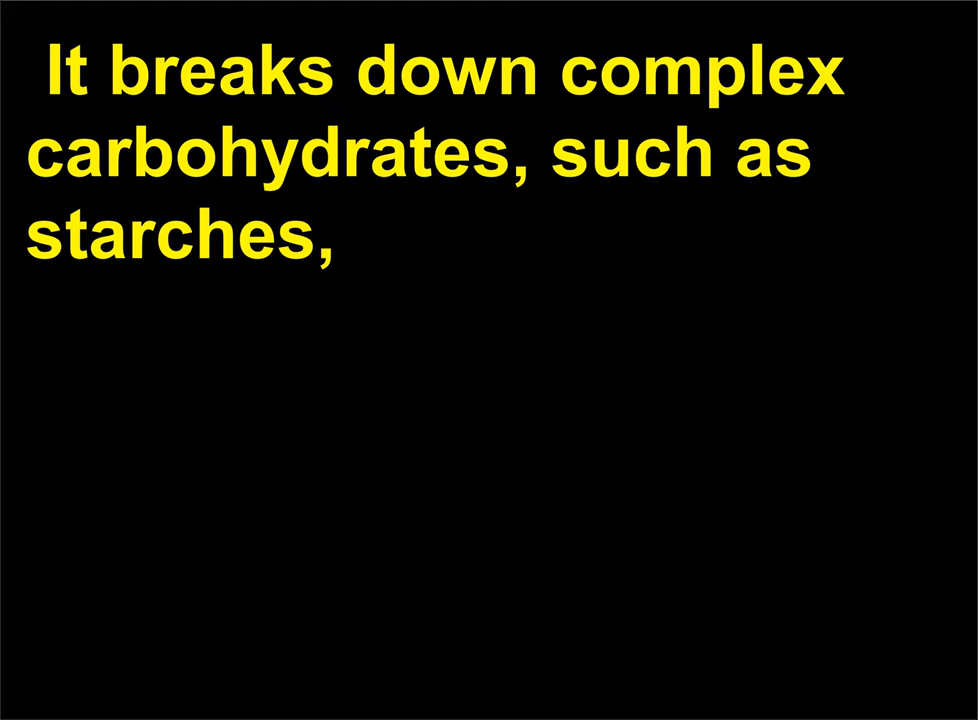 It breaks down complex
carbohydrates, such as
starches,